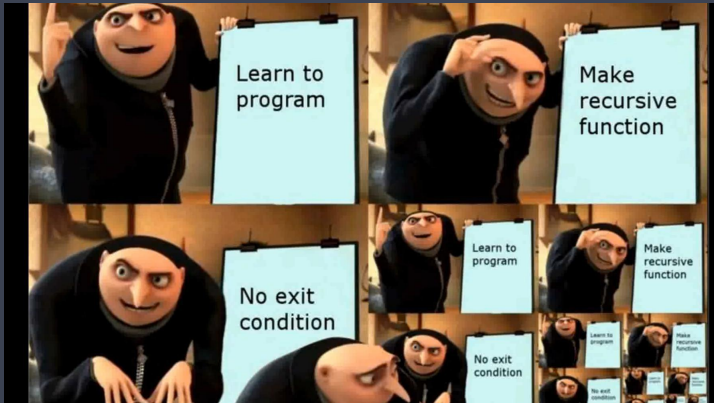 Learn to
program
Make
recursive
function
No exit
condition
Learn to
program
Make
recursive
function
No exit
condition
Learn to
program
Make
recursive
function
No exit
condition